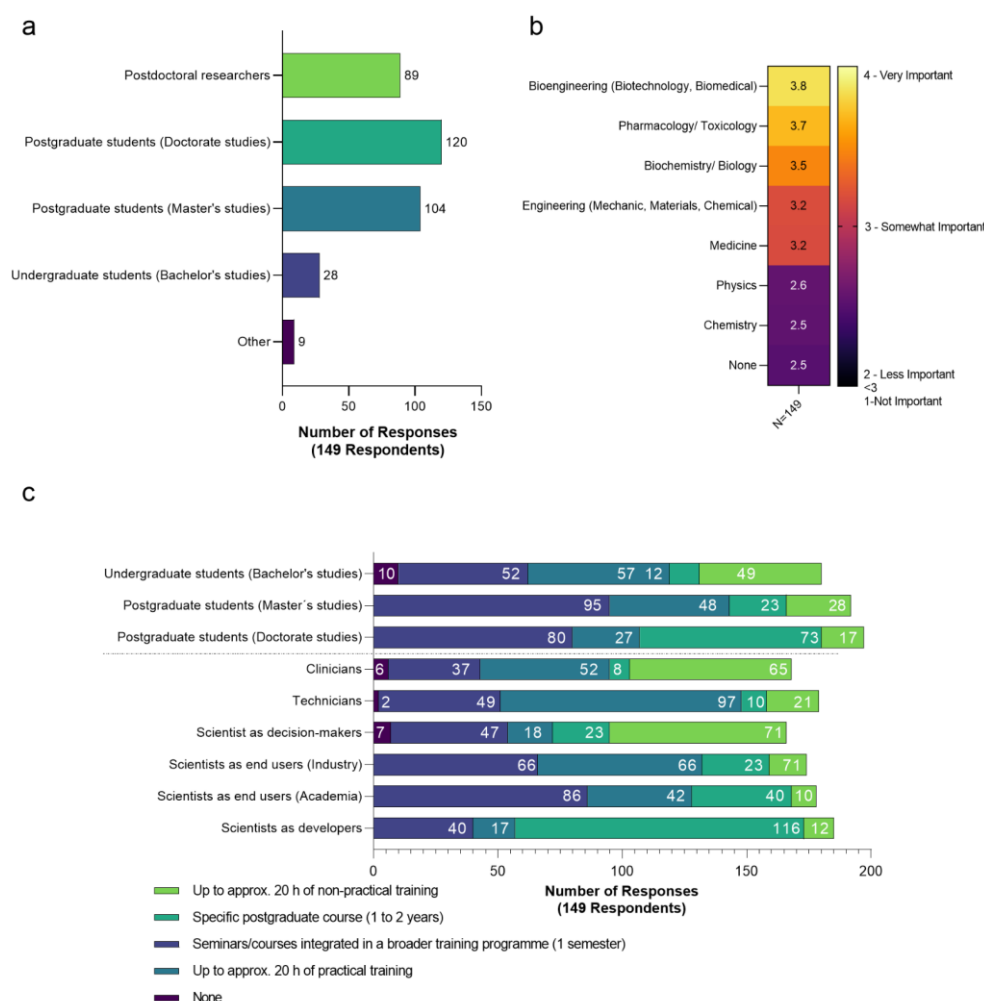 a
Postdoctoral researchers
89
Postgraduate students (Doctorate studies)
120
Postgraduate students (Master's studies)
104
Undergraduate students (Bachelor's studies)
28
Other
9
0 50 100 150
Number of Responses
(149 Respondents)
b
Bioengineering (Biotechnology, Biomedical) 3.8
Pharmacology/ Toxicology 3.7
Biochemistry/ Biology 3.5
Engineering (Mechanic, Materials, Chemical) 3.2
Medicine 3.2
Physics 2.6
Chemistry 2.5
None 2.5
N=149
4 - Very Important
3 - Somewhat Important
2 - Less Important
<3
1-Not Important
c
Undergraduate students (Bachelor's studies) 10 52 57 12 49
Postgraduate students (Master´s studies) 95 48 23 28
Postgraduate students (Doctorate studies) 80 27 73 17
Clinicians 6 37 52 8 65
Technicians 2 49 97 10 21
Scientist as decision-makers 7 47 18 23 71
Scientists as end users (Industry) 66 66 23 71
Scientists as end users (Academia) 86 42 40 10
Scientists as developers 40 17 116 12
0 50 100 150 200
Number of Responses
(149 Respondents)
Up to approx. 20 h of non-practical training
Specific postgraduate course (1 to 2 years)
Seminars/courses integrated in a broader training programme (1 semester)
Up to approx. 20 h of practical training
None